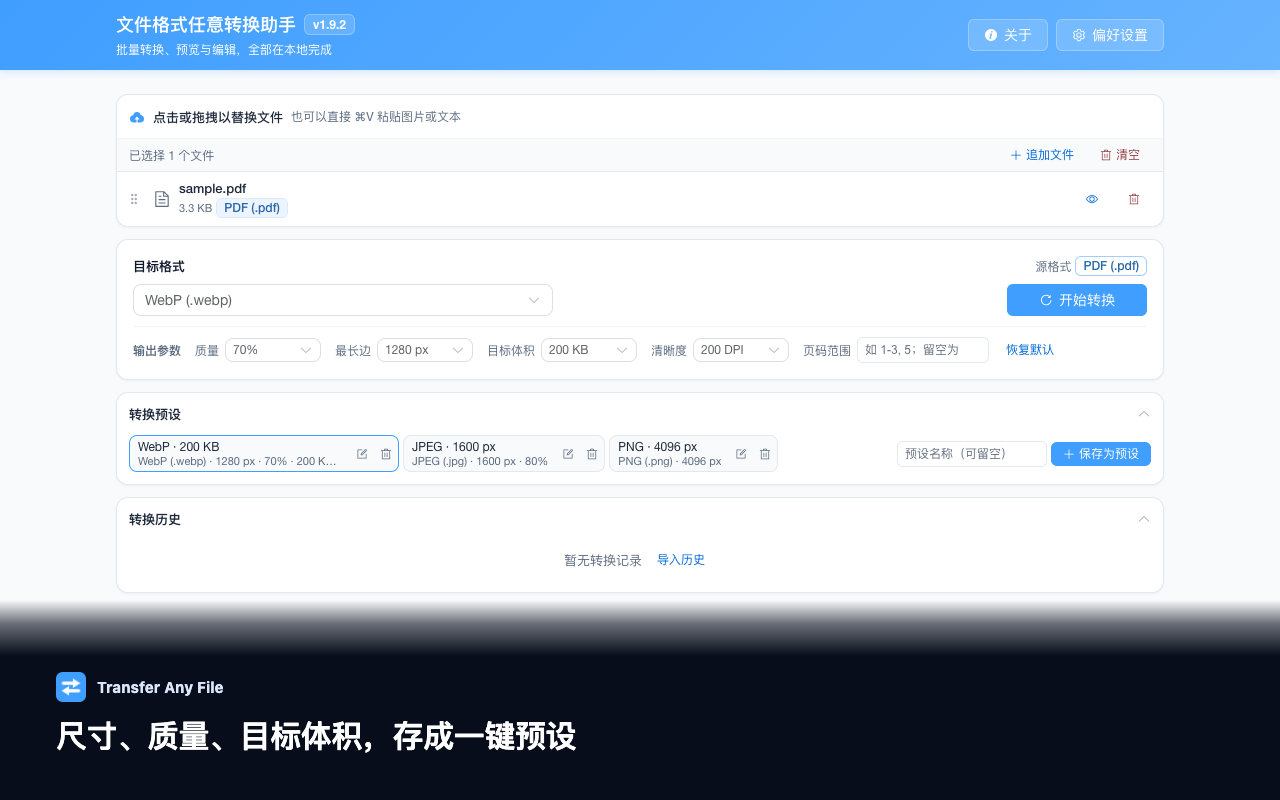 文件格式任意转换助手 v1.9.2
批量转换、预览与编辑，全部在本地完成
关于 偏好设置
点击或拖拽以替换文件 也可以直接 ⌘V 粘贴图片或文本
已选择 1 个文件 追加文件 清空
sample.pdf
3.3 KB PDF (.pdf)
目标格式 源格式 PDF (.pdf)
WebP (.webp) 开始转换
输出参数 质量 70% 最长边 1280 px 目标体积 200 KB 清晰度 200 DPI 页码范围 如 1-3, 5；留空为 恢复默认
转换预设
WebP · 200 KB JPEG · 1600 px PNG · 4096 px
WebP (.webp) · 1280 px · 70% · 200 K... JPEG (.jpg) · 1600 px · 80% PNG (.png) · 4096 px
预设名称（可留空） 保存为预设
转换历史
暂无转换记录 导入历史
Transfer Any File
尺寸、质量、目标体积，存成一键预设